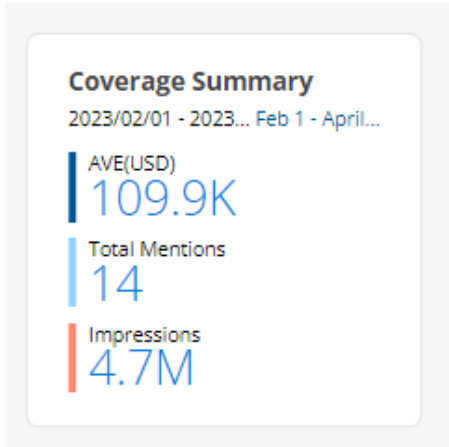 Coverage Summary
2023/02/01 - 2023... Feb 1 - April...
AVE(USD)
109.9K
Total Mentions
14
Impressions
4.7M